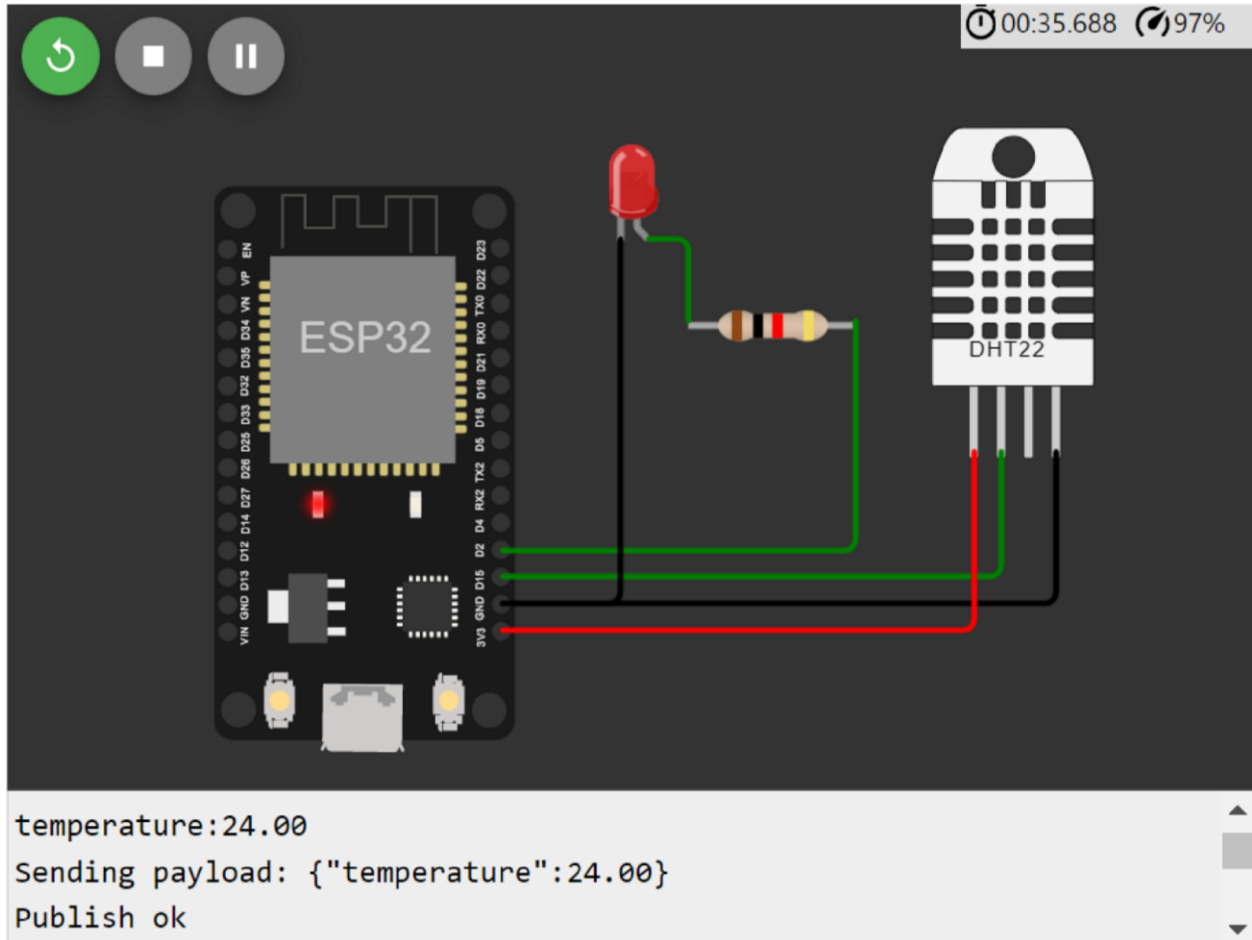 00:35.688 97%
ESP32
EN
VP
VN
D34
D35
D32
D33
D25
D26
D27
D14
D12
D13
GND
VIN
D23
D22
TX0
RX0
D21
D19
D18
D5
TX2
RX2
D4
D2
D15
GND
3V3
DHT22
temperature:24.00
Sending payload: {"temperature":24.00}
Publish ok